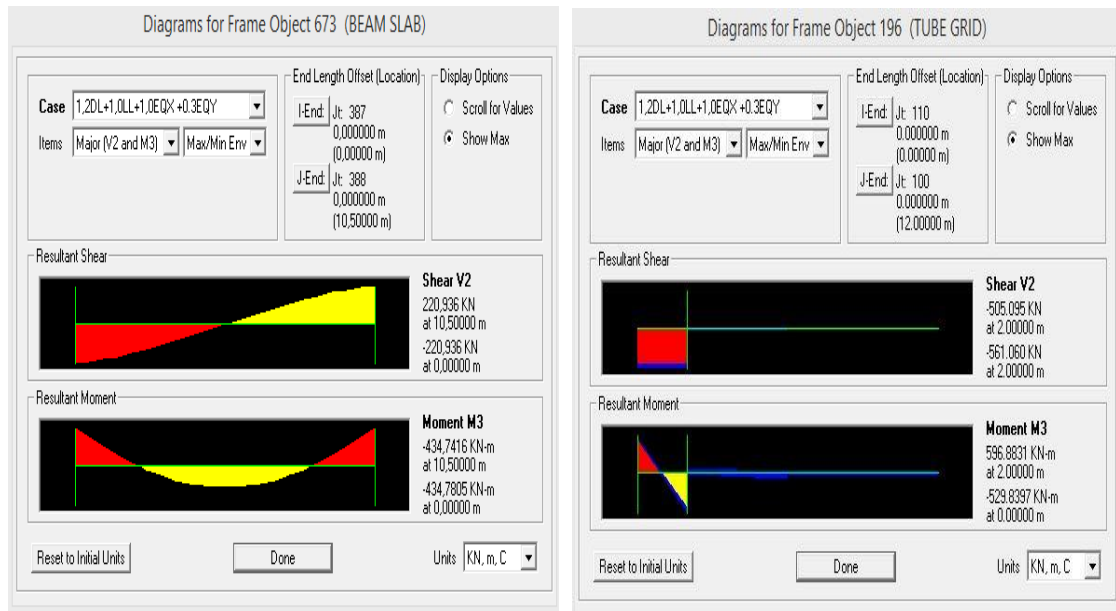 Diagrams for Frame Object 673 (BEAM SLAB)
End Length Offset (Location)
Display Options
Case 1,2DL+1,0LL+1,0EQX +0.3EQY
I-End: Jt: 387
0,000000 m
(0,00000 m)
Scroll for Values
Items Major (V2 and M3) Max/Min Env
Show Max
J-End: Jt: 388
0,000000 m
(10,50000 m)
Resultant Shear
Shear V2
220,936 KN
at 10,50000 m
-220,936 KN
at 0,00000 m
Resultant Moment
Moment M3
-434,7416 KN-m
at 10,50000 m
-434,7805 KN-m
at 0,00000 m
Reset to Initial Units
Done
Units KN, m, C
Diagrams for Frame Object 196 (TUBE GRID)
End Length Offset (Location)
Display Options
Case 1,2DL+1,0LL+1,0EQX +0.3EQY
I-End: Jt: 110
0.000000 m
(0.00000 m)
Scroll for Values
Items Major (V2 and M3) Max/Min Env
Show Max
J-End: Jt: 100
0.000000 m
(12.00000 m)
Resultant Shear
Shear V2
-505.095 KN
at 2.00000 m
-561.060 KN
at 2.00000 m
Resultant Moment
Moment M3
596.8831 KN-m
at 2.00000 m
-529.8397 KN-m
at 0.00000 m
Reset to Initial Units
Done
Units KN, m, C